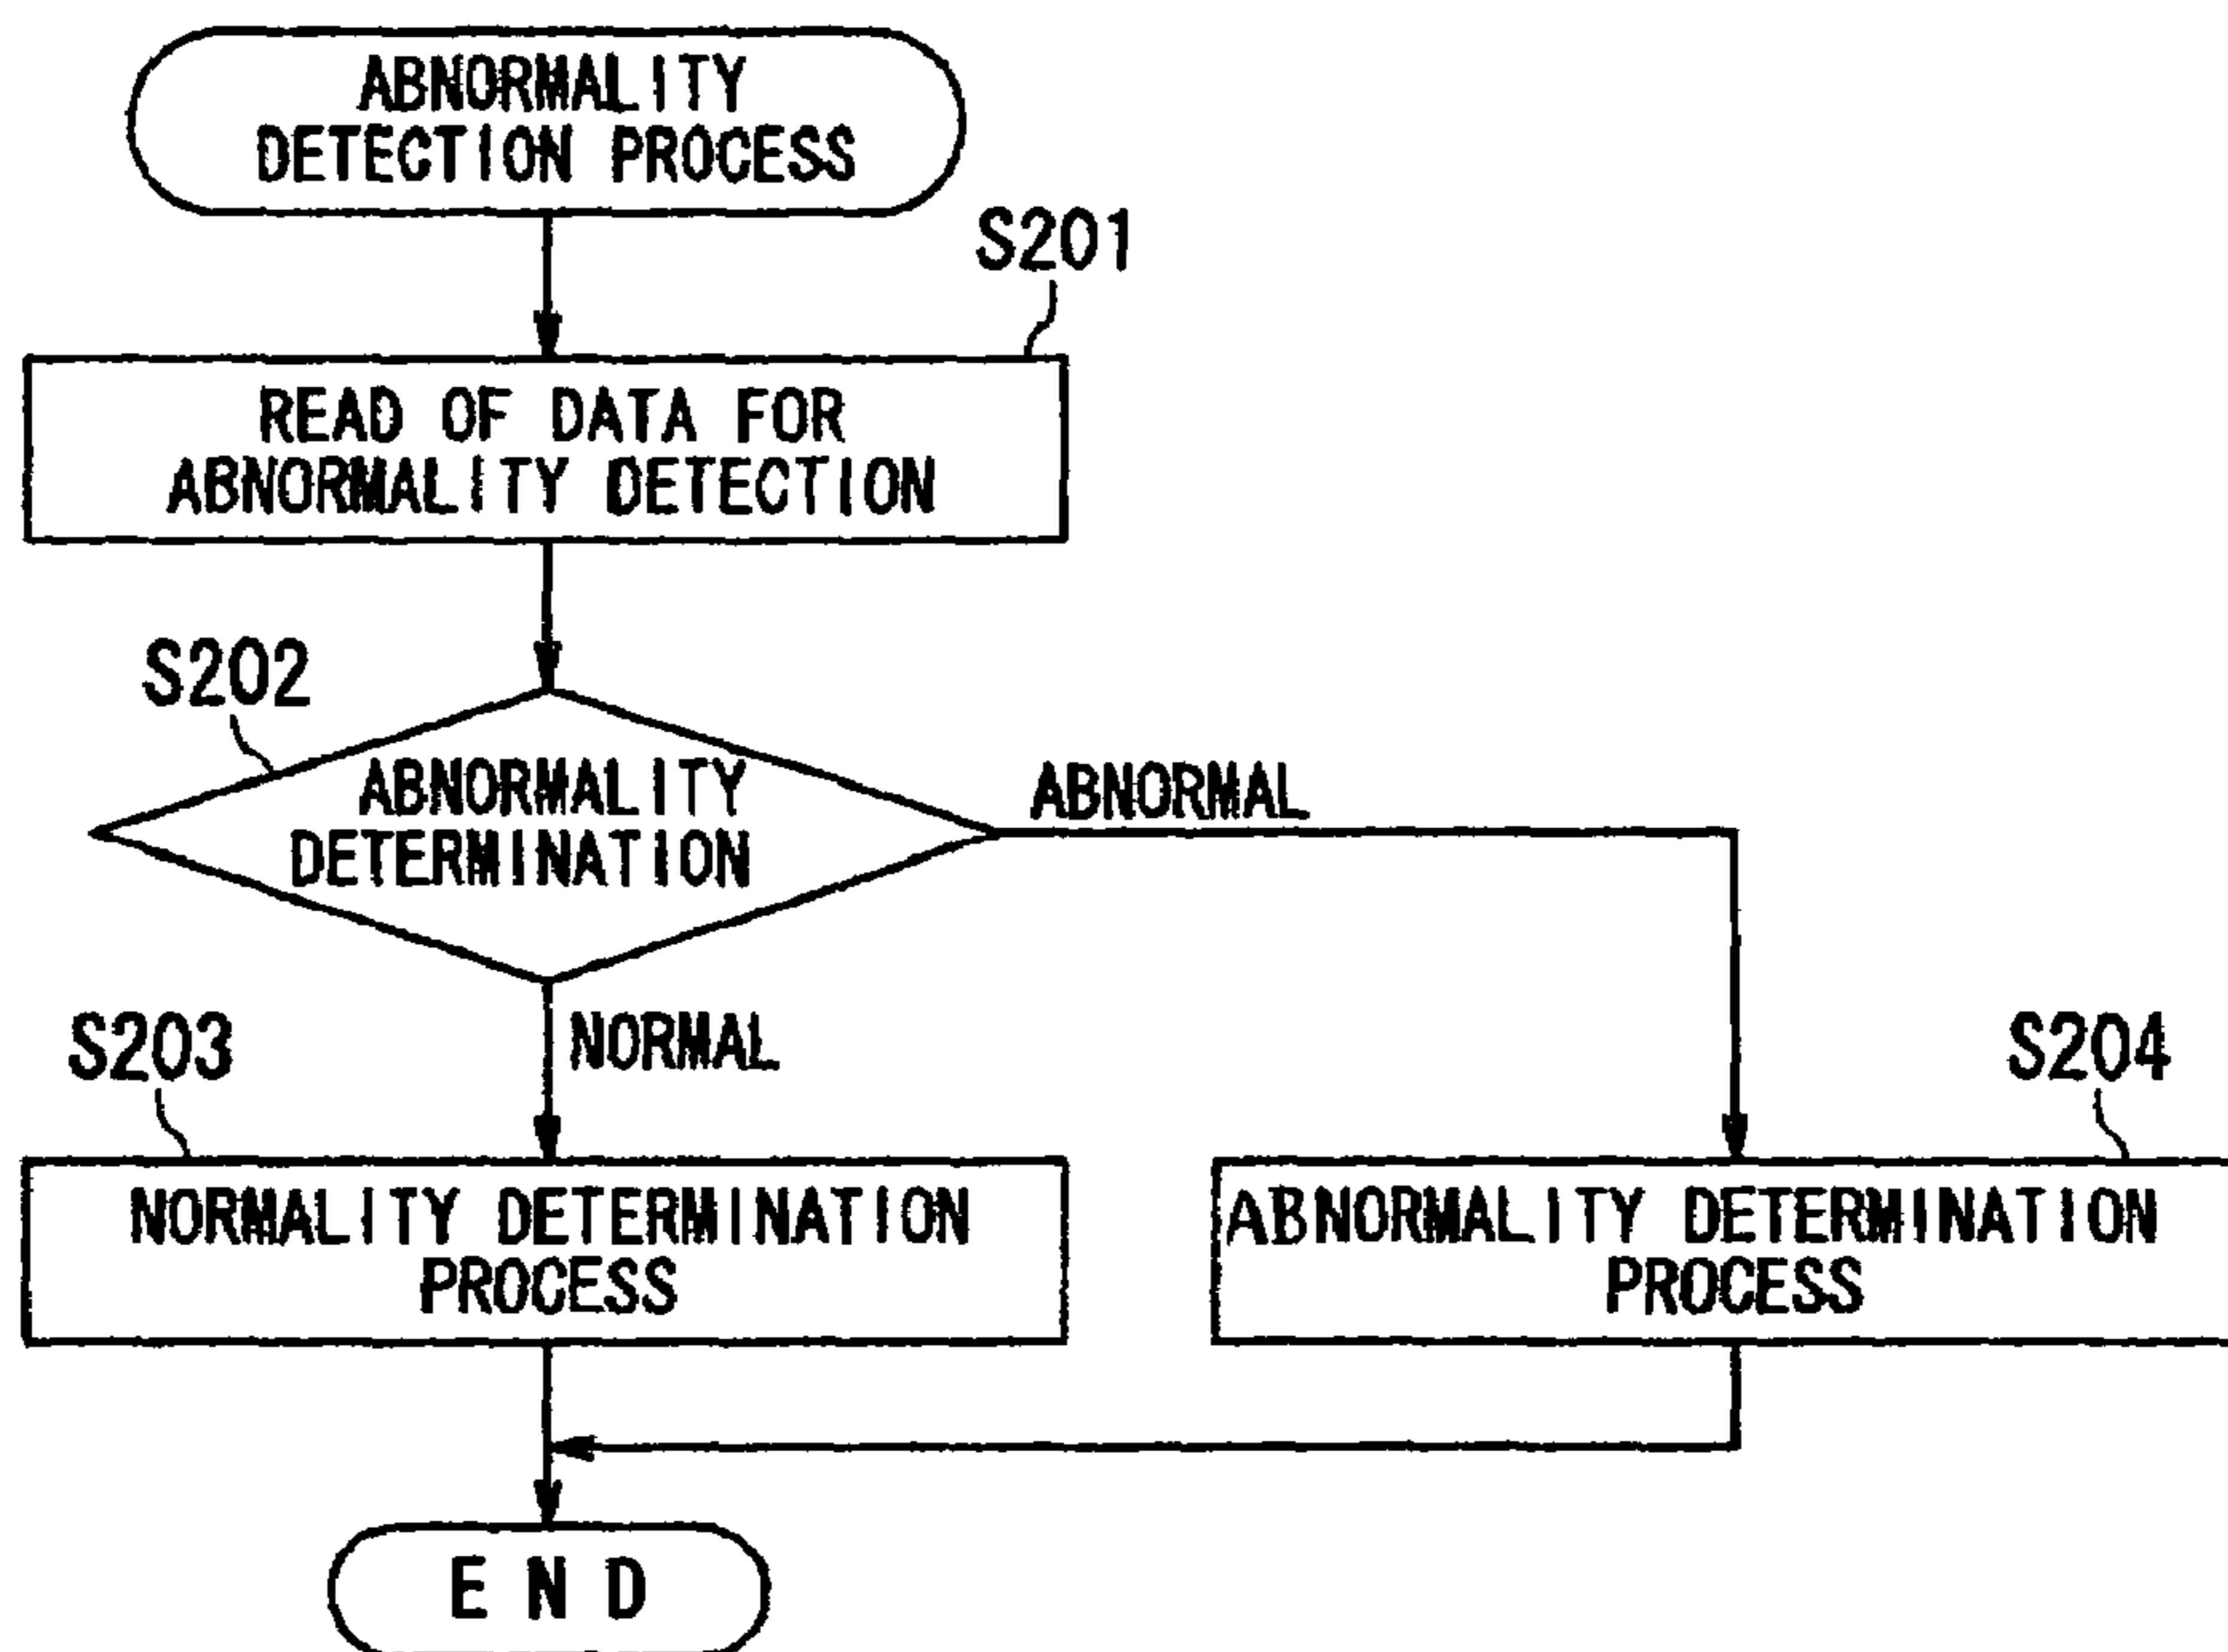 ABNORMALITY
DETECTION PROCESS
S201
READ OF DATA FOR
ABNORMALITY DETECTION
S202
ABNORMALITY
DETERMINATION
ABNORMAL
NORMAL
S203
S204
NORMALITY DETERMINATION
PROCESS
ABNORMALITY DETERMINATION
PROCESS
END